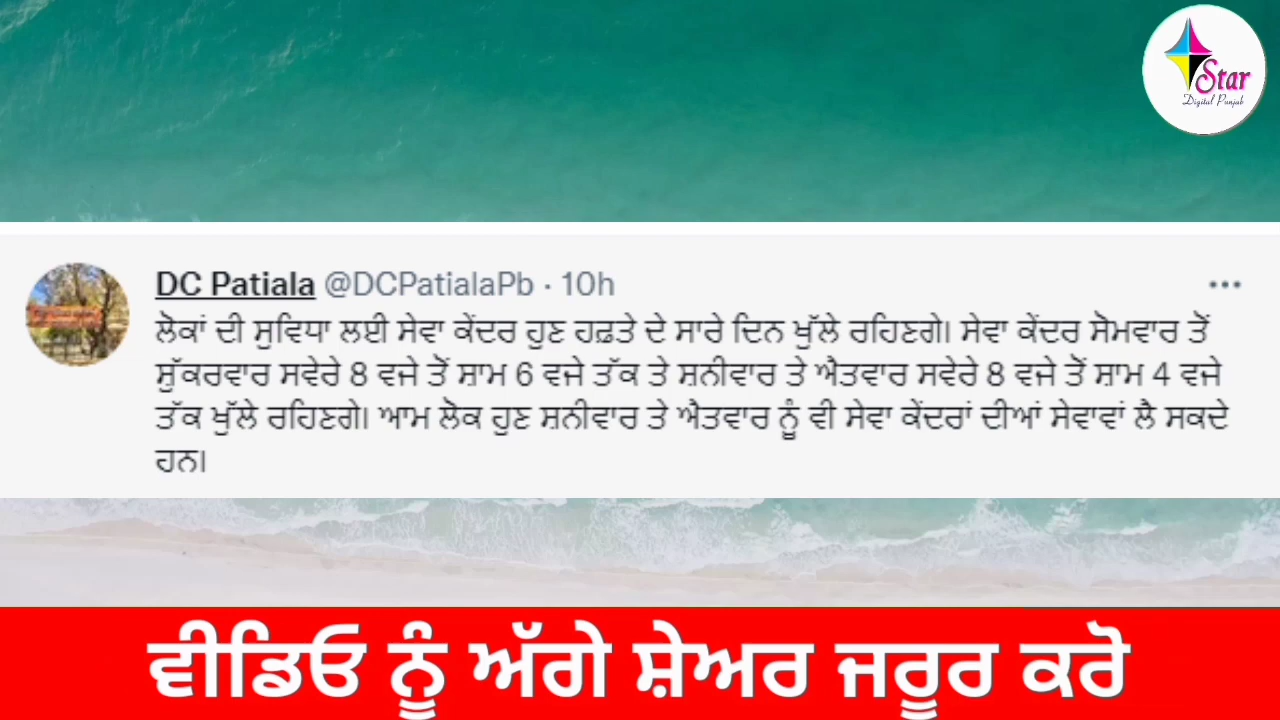 Star
Digital Punjab
DC Patiala @DCPatialaPb · 10h
ਲੋਕਾਂ ਦੀ ਸੁਵਿਧਾ ਲਈ ਸੇਵਾ ਕੇਂਦਰ ਹੁਣ ਹਫ਼ਤੇ ਦੇ ਸਾਰੇ ਦਿਨ ਖੁੱਲੇ ਰਹਿਣਗੇ। ਸੇਵਾ ਕੇਂਦਰ ਸੋਮਵਾਰ ਤੋਂ
ਸ਼ੁੱਕਰਵਾਰ ਸਵੇਰੇ 8 ਵਜੇ ਤੋਂ ਸ਼ਾਮ 6 ਵਜੇ ਤੱਕ ਤੇ ਸ਼ਨੀਵਾਰ ਤੇ ਐਤਵਾਰ ਸਵੇਰੇ 8 ਵਜੇ ਤੋਂ ਸ਼ਾਮ 4 ਵਜੇ
ਤੱਕ ਖੁੱਲੇ ਰਹਿਣਗੇ। ਆਮ ਲੋਕ ਹੁਣ ਸ਼ਨੀਵਾਰ ਤੇ ਐਤਵਾਰ ਨੂੰ ਵੀ ਸੇਵਾ ਕੇਂਦਰਾਂ ਦੀਆਂ ਸੇਵਾਵਾਂ ਲੈ ਸਕਦੇ
ਹਨ।
ਵੀਡਿਓ ਨੂੰ ਅੱਗੇ ਸ਼ੇਅਰ ਜਰੂਰ ਕਰੋ